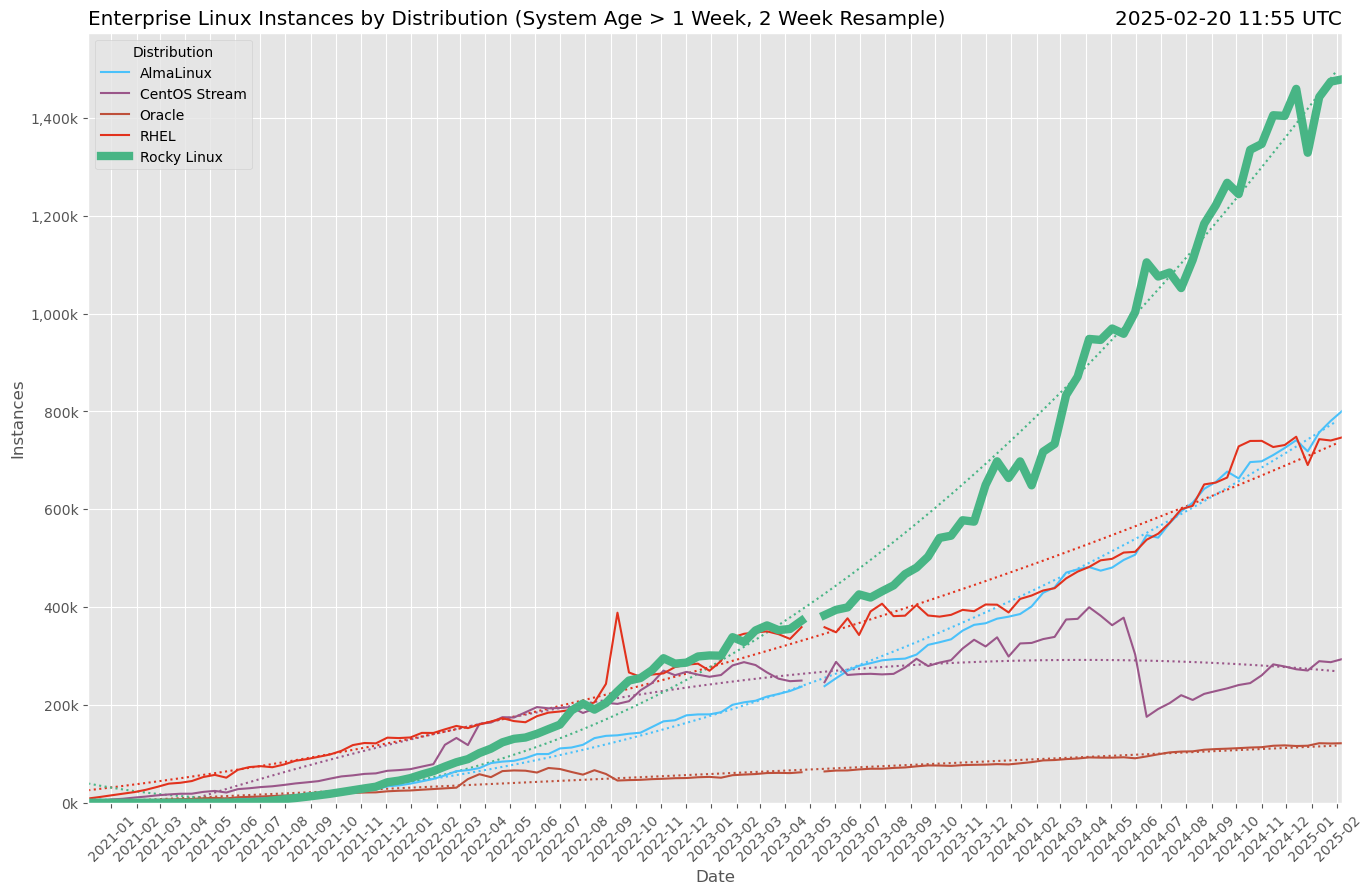 Enterprise Linux Instances by Distribution (System Age > 1 Week, 2 Week Resample)
2025-02-20 11:55 UTC
Distribution
AlmaLinux
CentOS Stream
Oracle
RHEL
Rocky Linux
Instances
1,400k
1,200k
1,000k
800k
600k
400k
200k
0k
2021-01
2021-02
2021-03
2021-04
2021-05
2021-06
2021-07
2021-08
2021-09
2021-10
2021-11
2021-12
2022-01
2022-02
2022-03
2022-04
2022-05
2022-06
2022-07
2022-08
2022-09
2022-10
2022-11
2022-12
2023-01
2023-02
2023-03
2023-04
2023-05
2023-06
2023-07
2023-08
2023-09
2023-10
2023-11
2023-12
2024-01
2024-02
2024-03
2024-04
2024-05
2024-06
2024-07
2024-08
2024-09
2024-10
2024-11
2024-12
2025-01
2025-02
Date